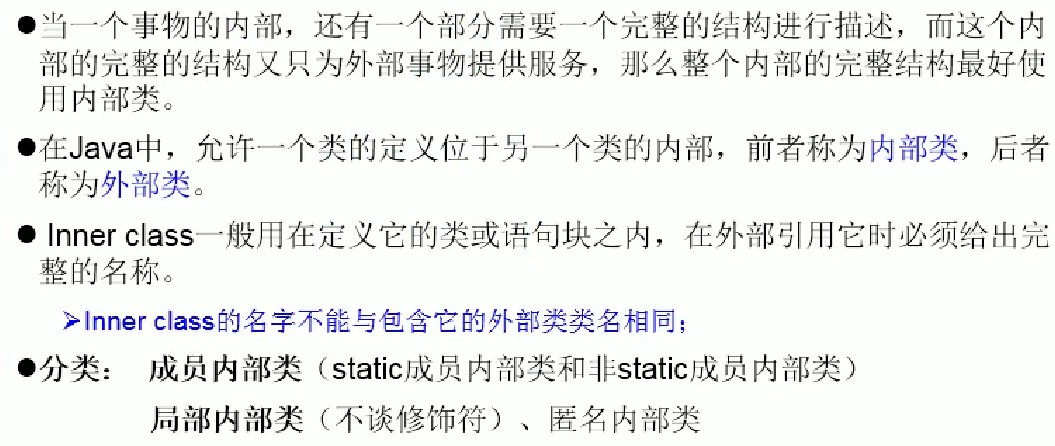 ●当一个事物的内部，还有一个部分需要一个完整的结构进行描述，而这个内
部的完整的结构又只为外部事物提供服务，那么整个内部的完整结构最好使
用内部类。
●在Java中，允许一个类的定义位于另一个类的内部，前者称为内部类，后者
称为外部类。
● Inner class一般用在定义它的类或语句块之内，在外部引用它时必须给出完
整的名称。
➢Inner class的名字不能与包含它的外部类类名相同；
●分类： 成员内部类（static成员内部类和非static成员内部类）
局部内部类（不谈修饰符）、匿名内部类